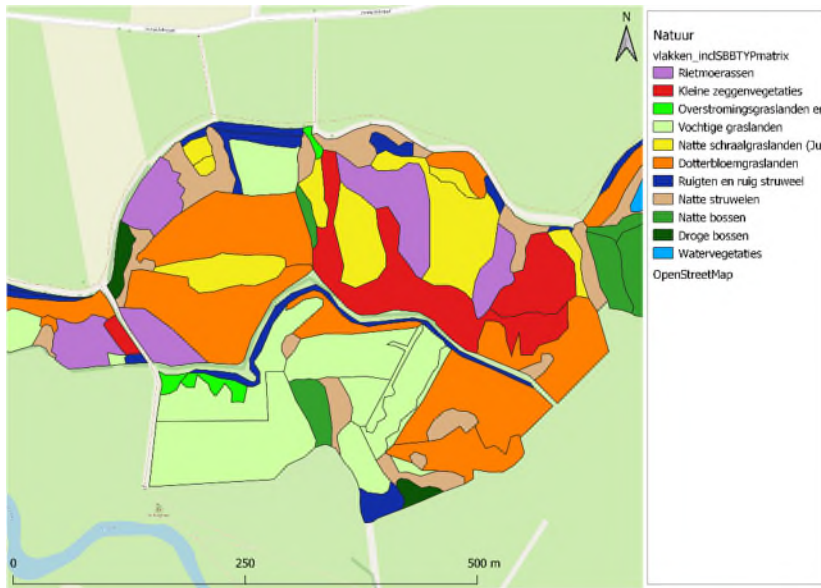 N
Natuur
vlakken_inclSBBTYPmatrix
Rietmoerassen
Kleine zeggenvegetaties
Overstromingsgraslanden en
Vochtige graslanden
Natte schraalgraslanden (Ju
Dotterbloemgraslanden
Ruigten en ruig struweel
Natte struwelen
Natte bossen
Droge bossen
Watervegetaties
OpenStreetMap
0 250 500 m